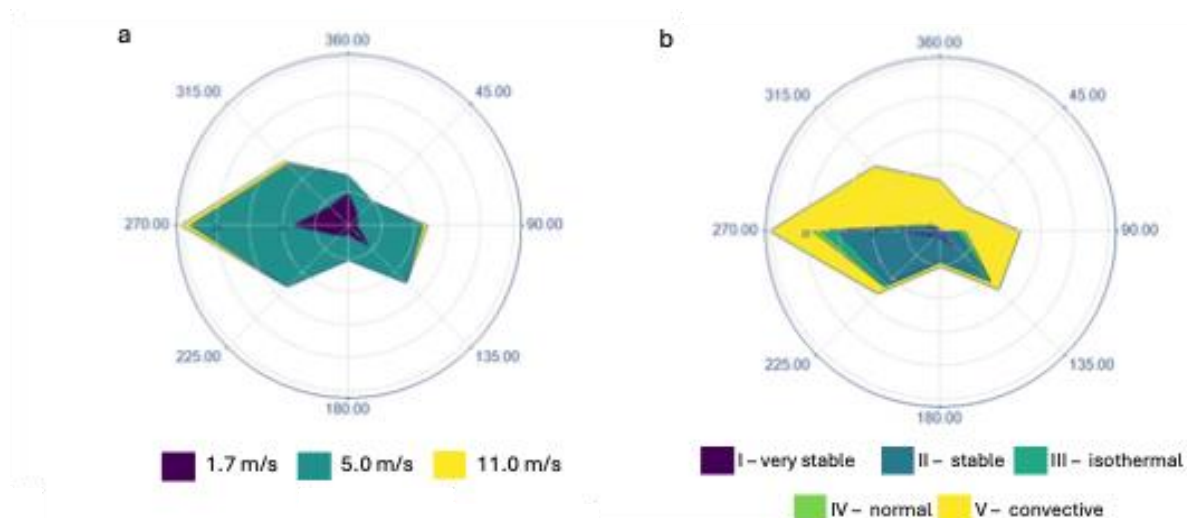 a
360.00
315.00
45.00
270.00
90.00
225.00
135.00
180.00
1.7 m/s
5.0 m/s
11.0 m/s
b
360.00
315.00
45.00
270.00
90.00
225.00
135.00
180.00
I – very stable
II – stable
III – isothermal
IV – normal
V – convective